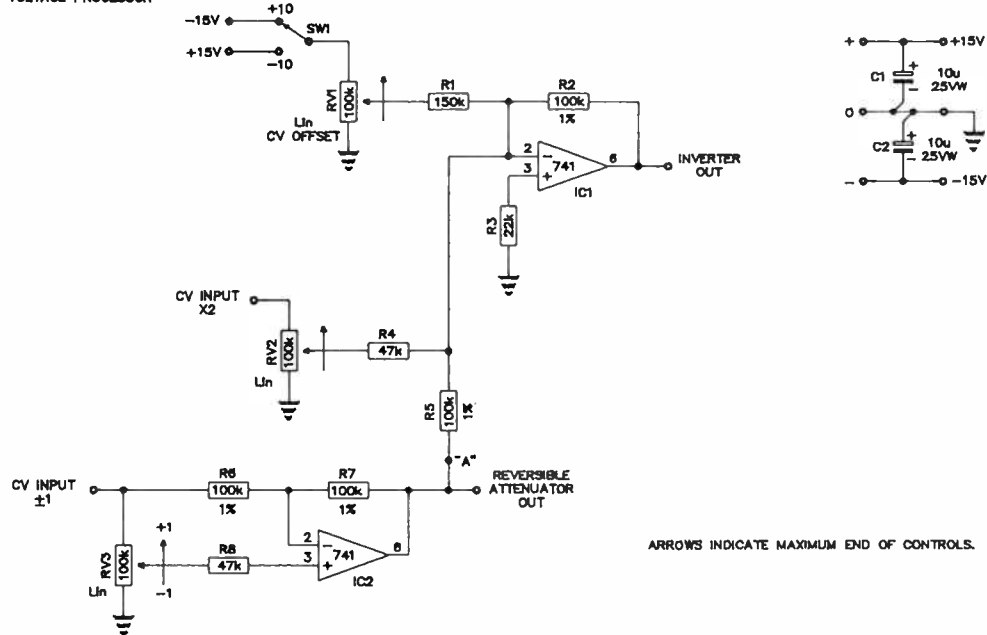 -15V
+10
SW1
+15V
-10
RV1
100k
Lin
CV OFFSET
R1
150k
R2
100k
1%
2
3
-
+
741
6
IC1
INVERTER
OUT
R3
22k
CV INPUT
X2
RV2
100k
Lin
R4
47k
R5
100k
1%
"A"
REVERSIBLE
ATTENUATOR
OUT
CV INPUT
±1
R6
100k
1%
R7
100k
1%
2
3
-
+
741
6
IC2
RV3
100k
Lin
+1
-1
R8
47k
+
+15V
C1
+
-
10u
25VW
0
C2
+
-
10u
25VW
-
-15V
ARROWS INDICATE MAXIMUM END OF CONTROLS.